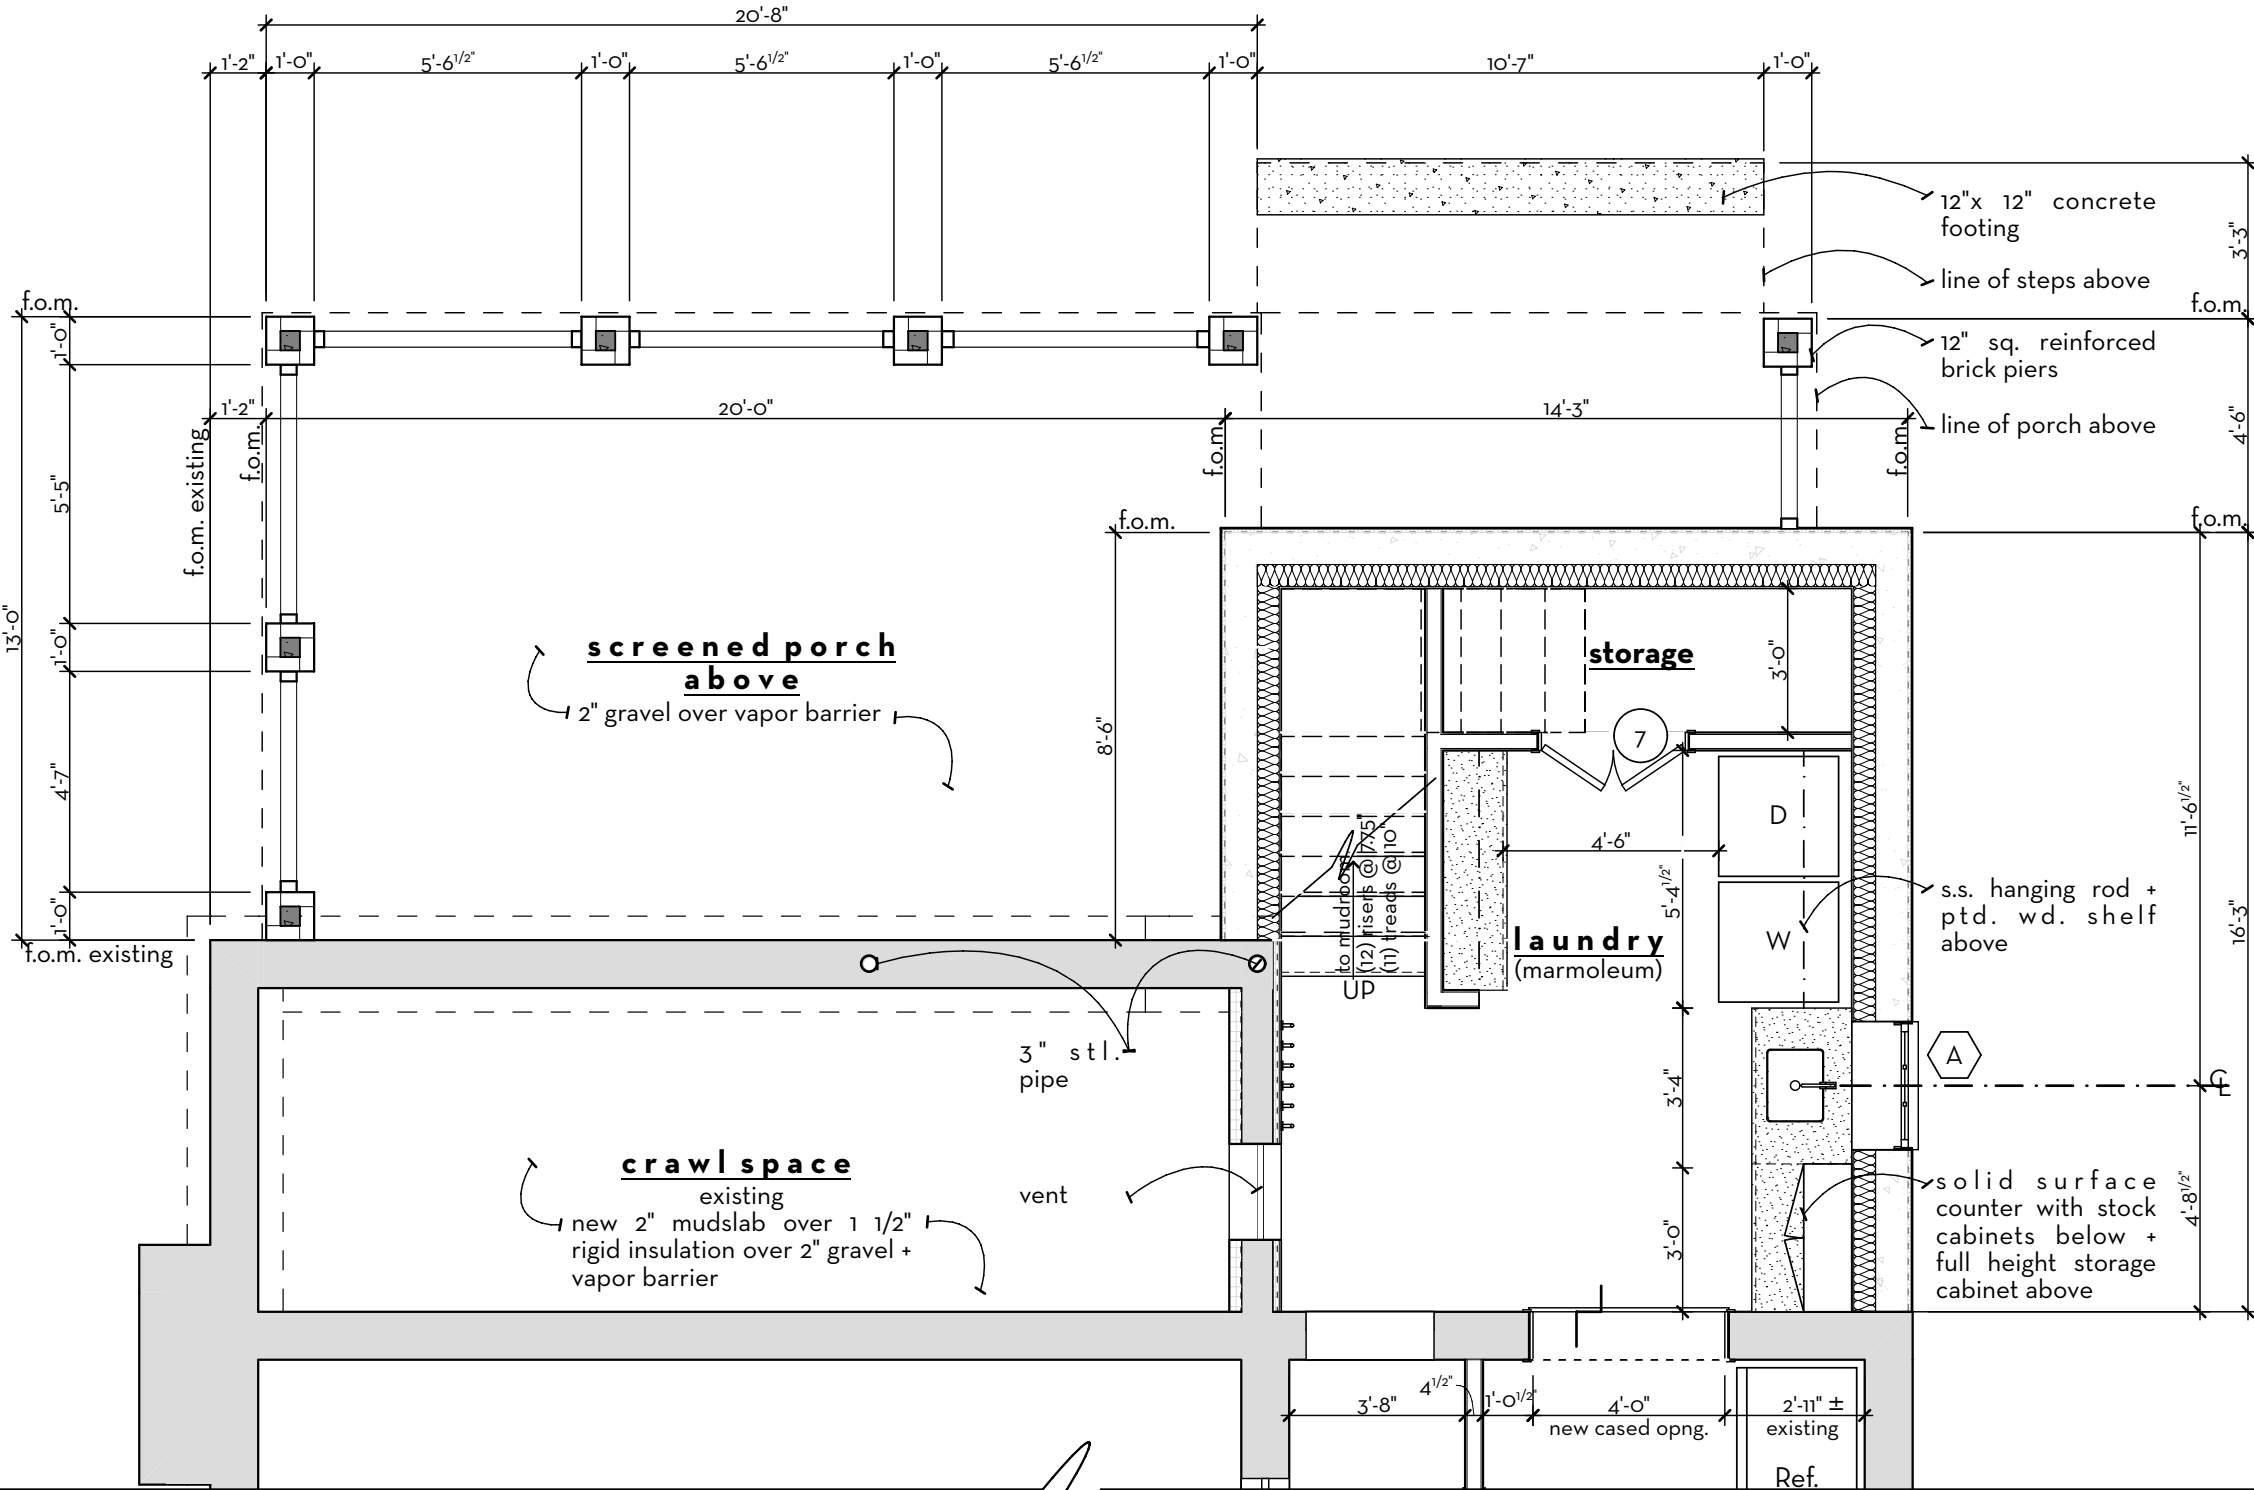 20'-8"
1'-2" 1'-0" 5'-6 1/2" 1'-0" 5'-6 1/2" 1'-0" 5'-6 1/2" 1'-0" 10'-7" 1'-0"
12"x 12" concrete
footing
3'-3"
line of steps above
f.o.m.
f.o.m.
1'-0"
12" sq. reinforced
brick piers
1'-2" 20'-0" 14'-3"
line of porch above
4'-6"
f.o.m. existing
f.o.m.
f.o.m.
f.o.m.
5'-5"
f.o.m.
f.o.m.
13'-0"
1'-0"
screened porch
above
2" gravel over vapor barrier
storage
3'-0"
7
8'-6"
4'-7"
11'-6 1/2"
D
4'-6"
to mudroom
(12) risers @ 7.75"
(11) treads @ 10"
UP
5'-4 1/2"
s.s. hanging rod +
ptd. wd. shelf
above
1'-0"
f.o.m. existing
laundry
(marmoleum)
W
16'-3"
3" stl.
pipe
A
CL
3'-4"
crawl space
existing
new 2" mudslab over 1 1/2"
rigid insulation over 2" gravel +
vapor barrier
vent
solid surface
counter with stock
cabinets below +
full height storage
cabinet above
4'-8 1/2"
3'-0"
3'-8" 4 1/2" 1'-0 1/2" 4'-0" 2'-11" ±
new cased opng. existing
Ref.